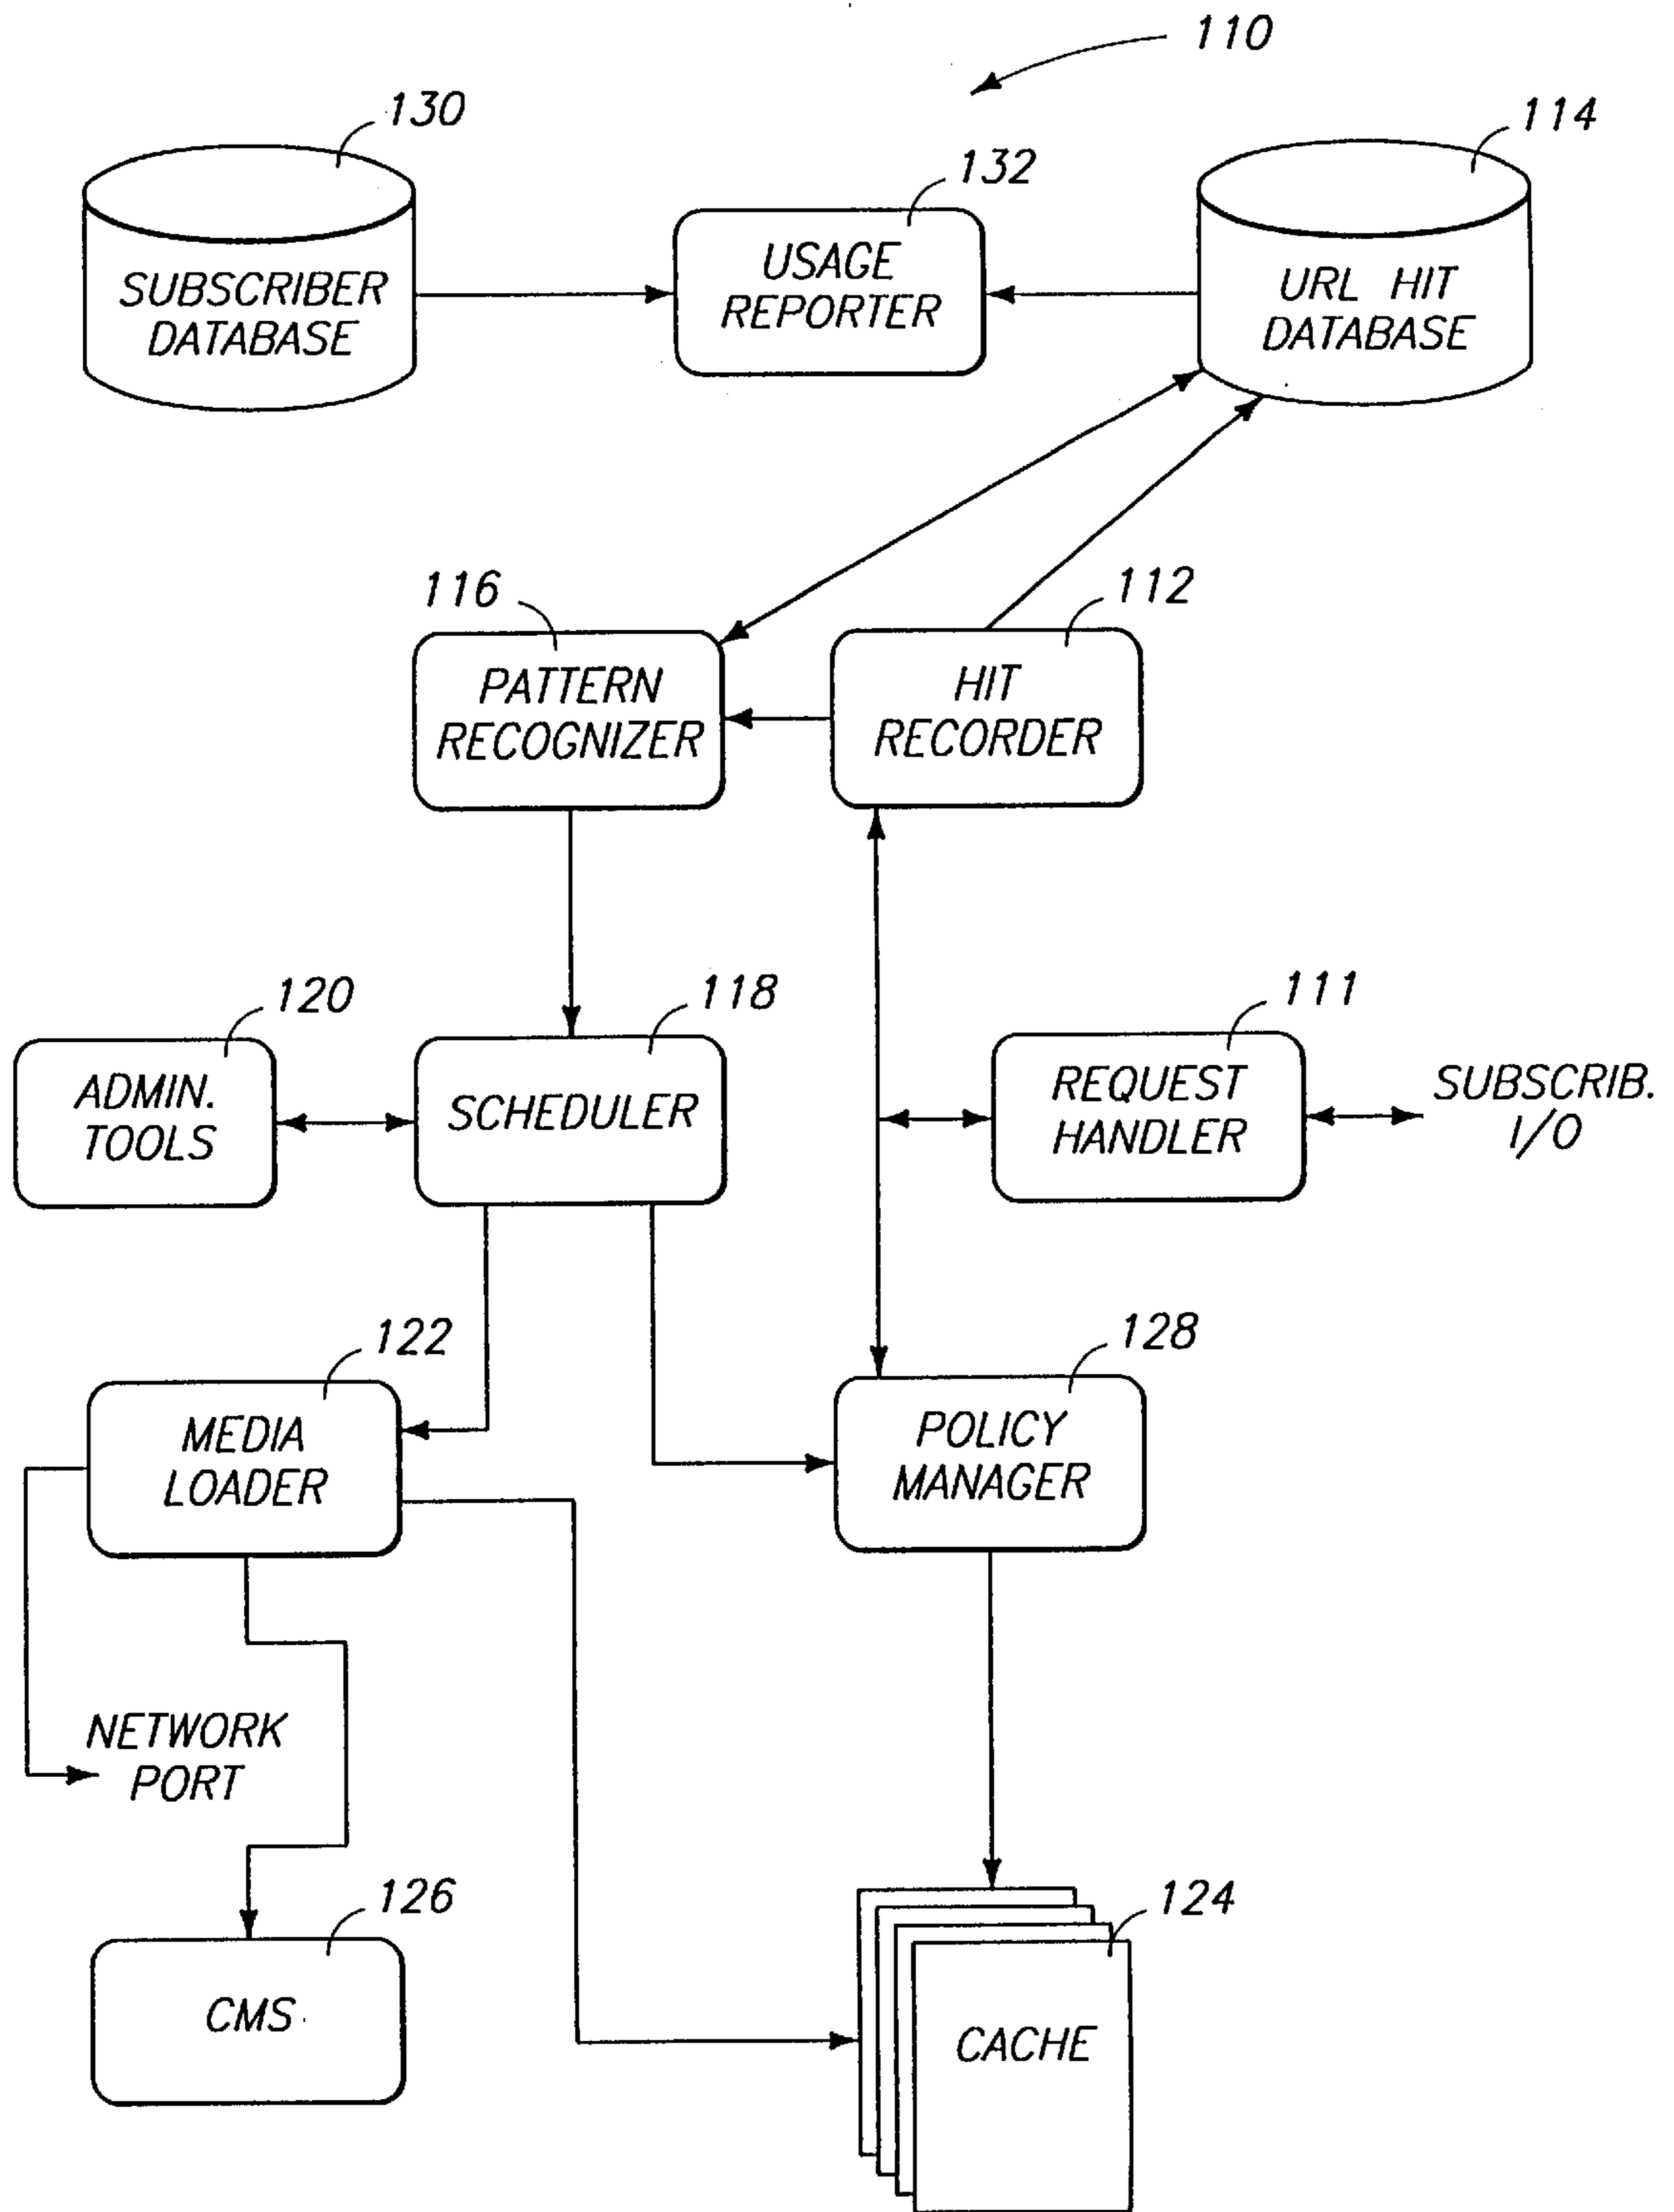 110
130
114
132
SUBSCRIBER
DATABASE
USAGE
REPORTER
URL HIT
DATABASE
116
112
PATTERN
RECOGNIZER
HIT
RECORDER
120
118
111
ADMIN.
TOOLS
SCHEDULER
REQUEST
HANDLER
SUBSCRIB.
I/O
122
128
MEDIA
LOADER
POLICY
MANAGER
NETWORK
PORT
126
124
CMS
CACHE